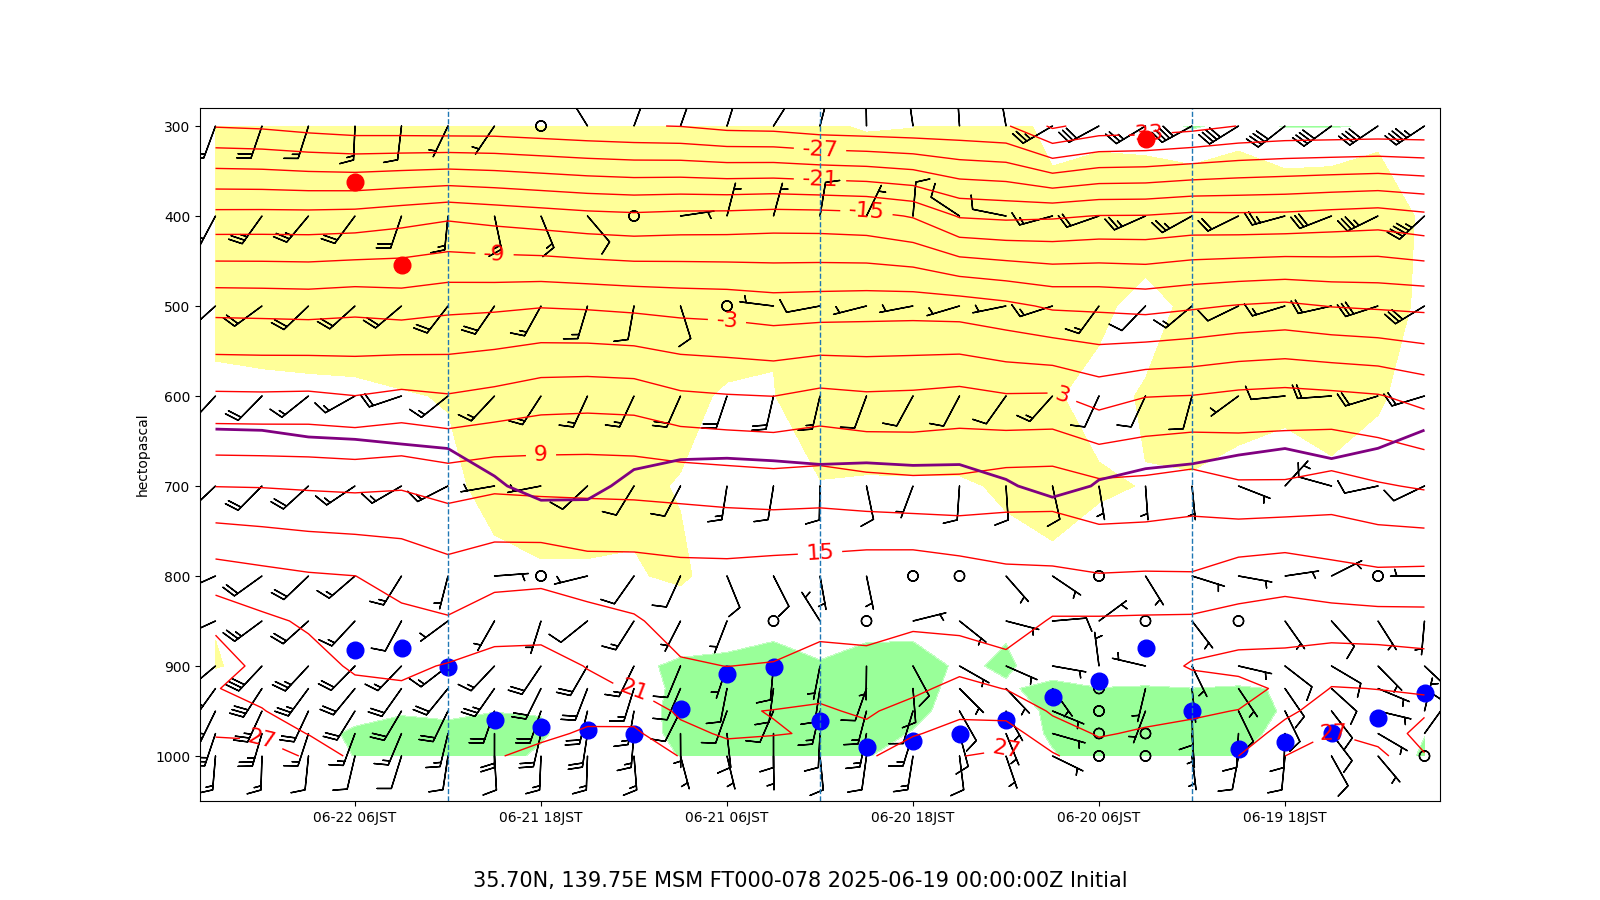 300
400
500
600
700
800
900
1000
hectopascal
-33
-27
-21
-15
-9
-3
3
9
15
21
27
27
27
06-22 06JST
06-21 18JST
06-21 06JST
06-20 18JST
06-20 06JST
06-19 18JST
35.70N, 139.75E MSM FT000-078 2025-06-19 00:00:00Z Initial